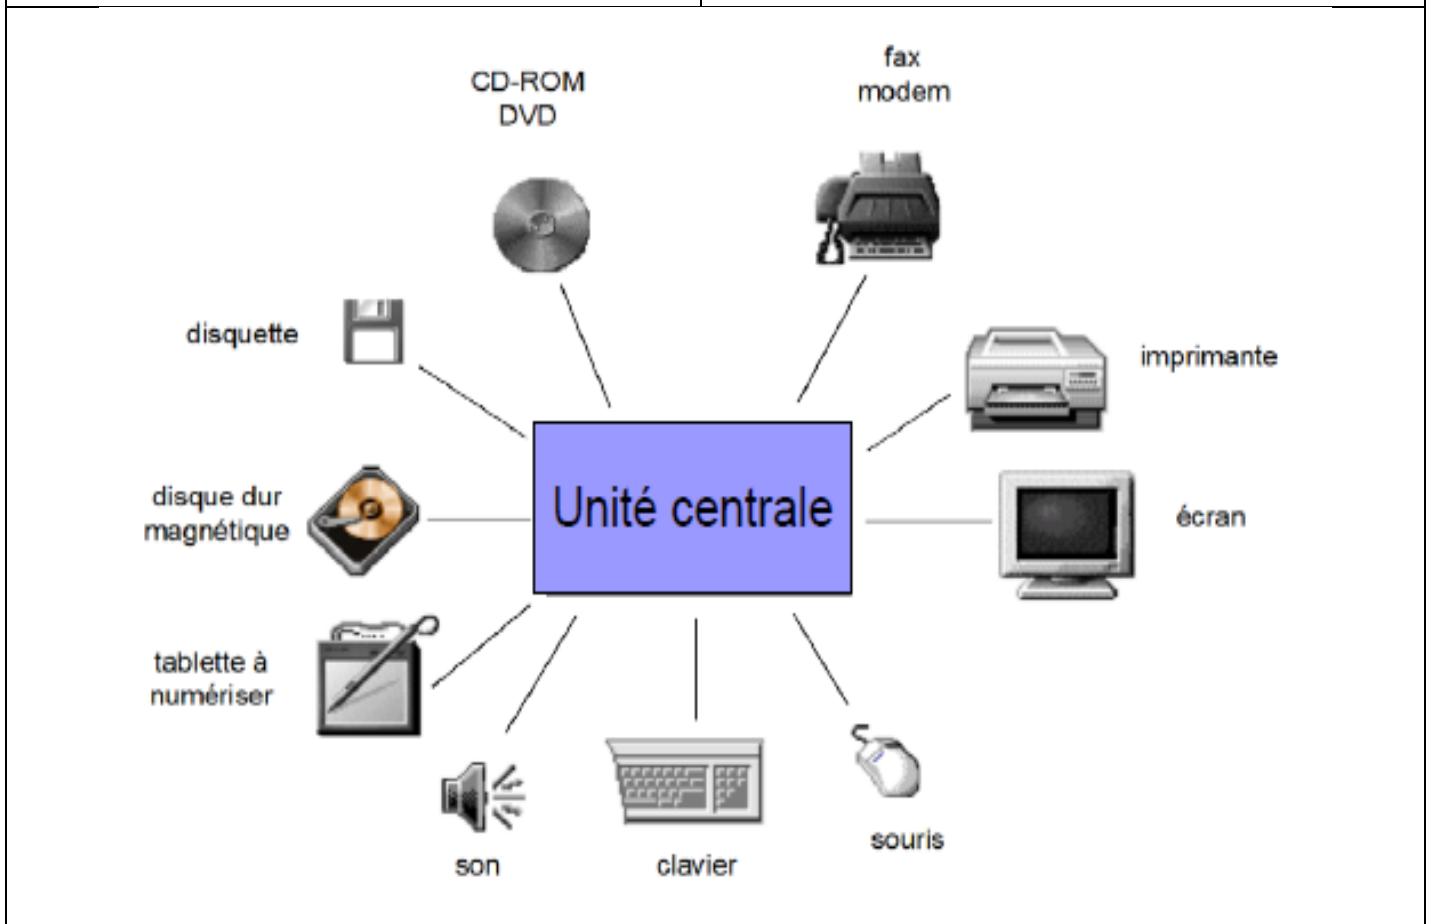 fax
modem
CD-ROM
DVD
disquette
imprimante
disque dur
magnétique
Unité centrale
écran
tablette à
numériser
souris
son
clavier